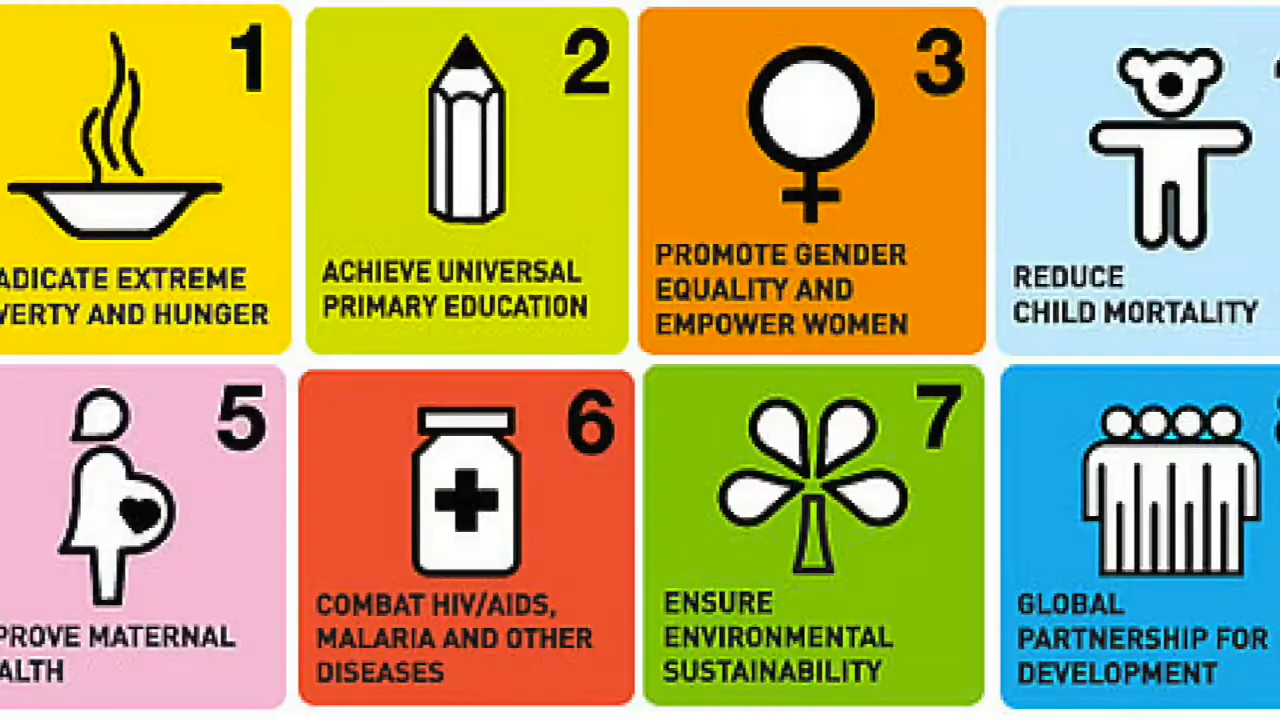 1
ADICATE EXTREME
VERTY AND HUNGER
2
ACHIEVE UNIVERSAL
PRIMARY EDUCATION
3
PROMOTE GENDER
EQUALITY AND
EMPOWER WOMEN
REDUCE
CHILD MORTALITY
5
PROVE MATERNAL
ALTH
6
COMBAT HIV/AIDS,
MALARIA AND OTHER
DISEASES
7
ENSURE
ENVIRONMENTAL
SUSTAINABILITY
GLOBAL
PARTNERSHIP FOR
DEVELOPMENT